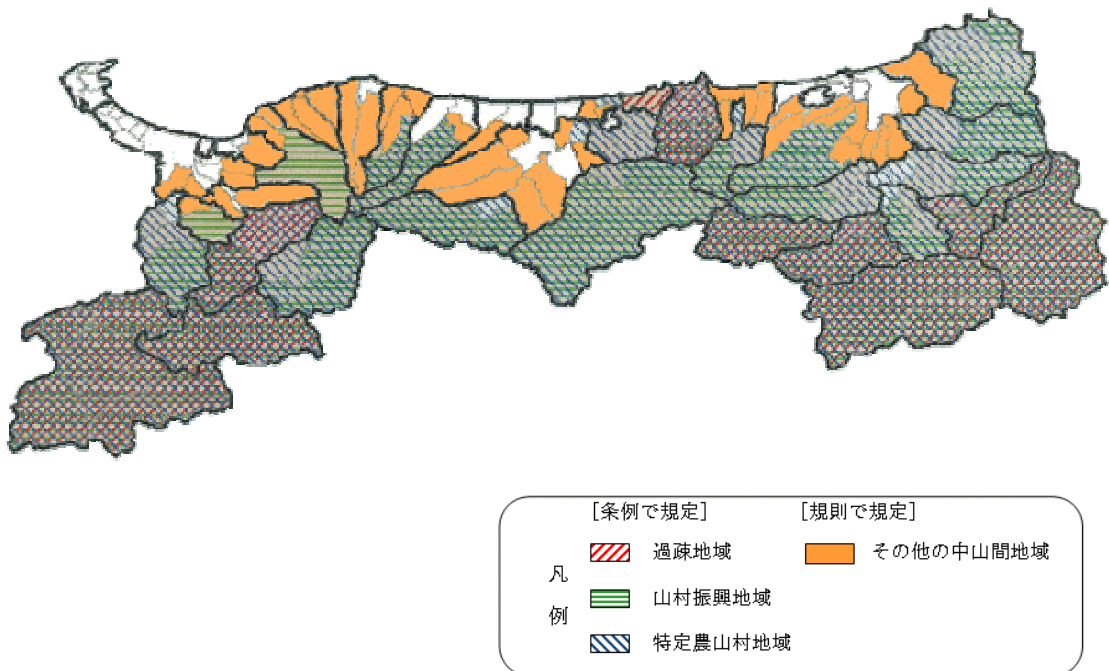 [条例で規定] [規則で規定]
過疎地域 その他の中山間地域
凡例
山村振興地域
特定農山村地域